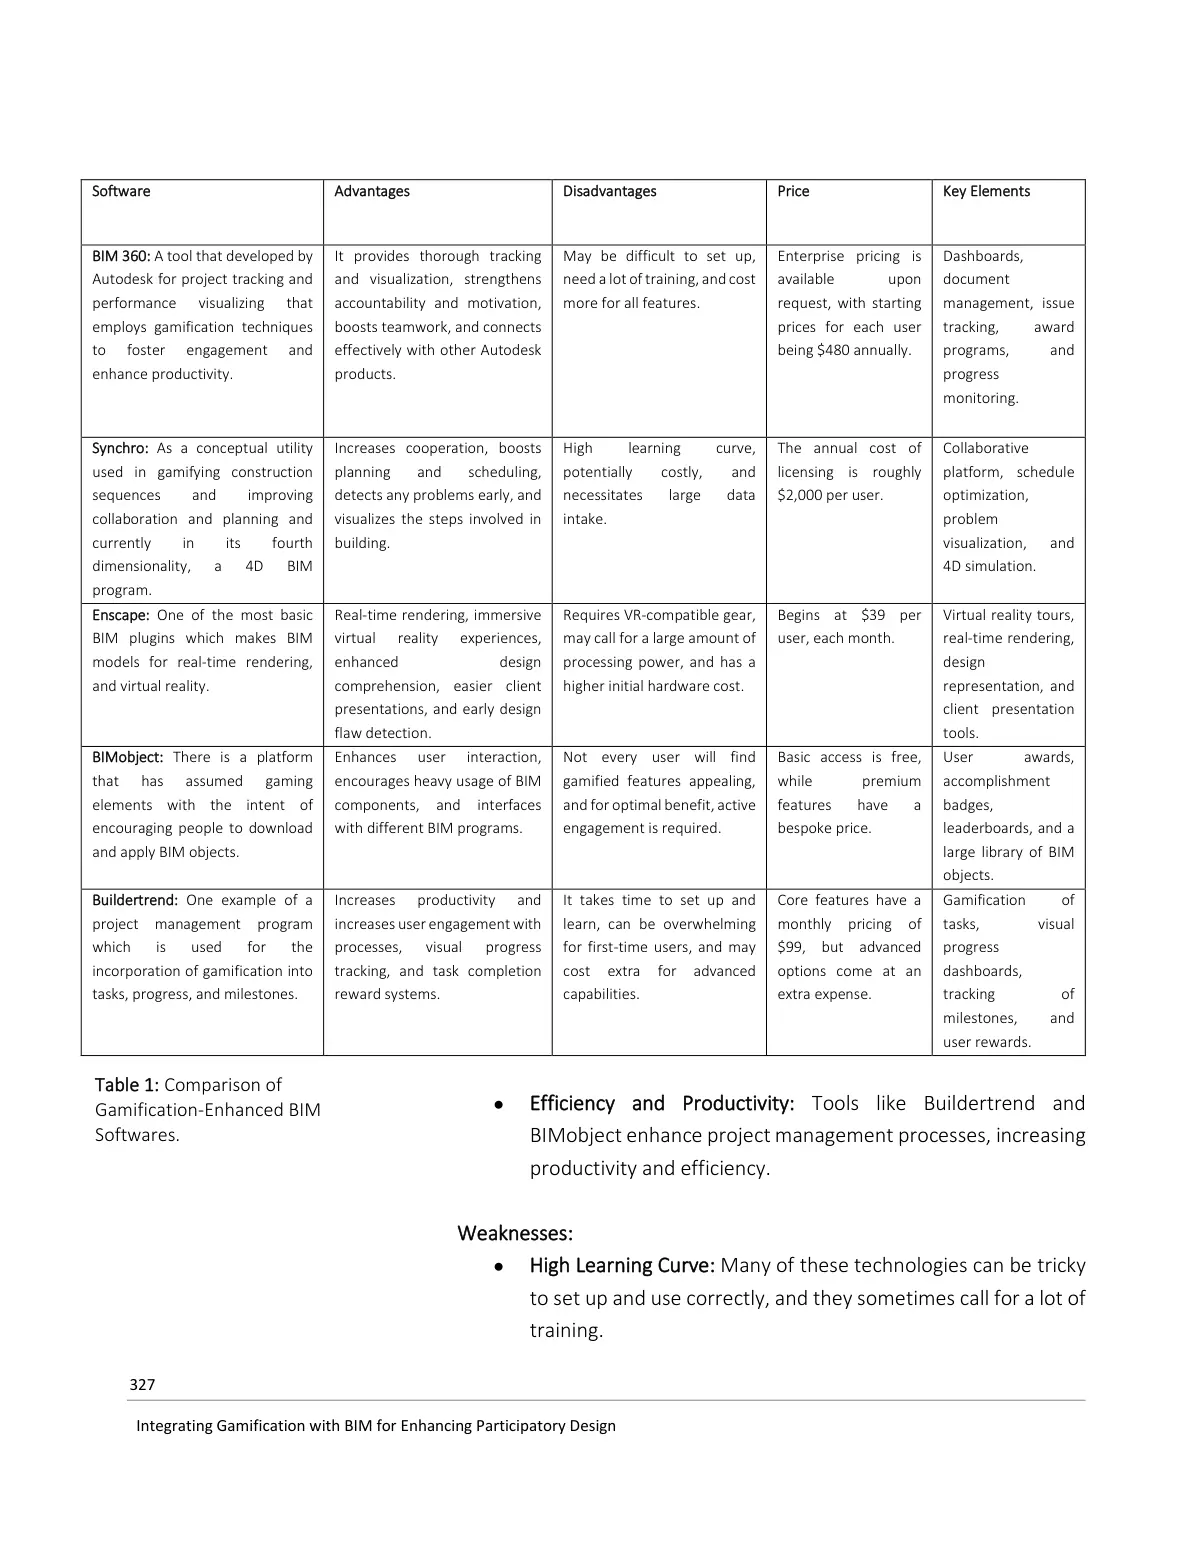 Software
Advantages
Disadvantages
Price
Key Elements
BIM 360: A tool that developed by
Autodesk for project tracking and
performance visualizing that
employs gamification techniques
to foster engagement and
enhance productivity.
It provides thorough tracking
and visualization, strengthens
accountability and motivation,
boosts teamwork, and connects
effectively with other Autodesk
products.
May be difficult to set up,
need a lot of training, and cost
more for all features.
Enterprise pricing is
available upon
request, with starting
prices for each user
being $480 annually.
Dashboards,
document
management, issue
tracking, award
programs, and
progress
monitoring.
Synchro: As a conceptual utility
used in gamifying construction
sequences and improving
collaboration and planning and
currently in its fourth
dimensionality, a 4D BIM
program.
Increases cooperation, boosts
planning and scheduling,
detects any problems early, and
visualizes the steps involved in
building.
High learning curve,
potentially costly, and
necessitates large data
intake.
The annual cost of
licensing is roughly
$2,000 per user.
Collaborative
platform, schedule
optimization,
problem
visualization, and
4D simulation.
Enscape: One of the most basic
BIM plugins which makes BIM
models for real-time rendering,
and virtual reality.
Real-time rendering, immersive
virtual reality experiences,
enhanced design
comprehension, easier client
presentations, and early design
flaw detection.
Requires VR-compatible gear,
may call for a large amount of
processing power, and has a
higher initial hardware cost.
Begins at $39 per
user, each month.
Virtual reality tours,
real-time rendering,
design
representation, and
client presentation
tools.
BIMobject: There is a platform
that has assumed gaming
elements with the intent of
encouraging people to download
and apply BIM objects.
Enhances user interaction,
encourages heavy usage of BIM
components, and interfaces
with different BIM programs.
Not every user will find
gamified features appealing,
and for optimal benefit, active
engagement is required.
Basic access is free,
while premium
features have a
bespoke price.
User awards,
accomplishment
badges,
leaderboards, and a
large library of BIM
objects.
Buildertrend: One example of a
project management program
which is used for the
incorporation of gamification into
tasks, progress, and milestones.
Increases productivity and
increases user engagement with
processes, visual progress
tracking, and task completion
reward systems.
It takes time to set up and
learn, can be overwhelming
for first-time users, and may
cost extra for advanced
capabilities.
Core features have a
monthly pricing of
$99, but advanced
options come at an
extra expense.
Gamification of
tasks, visual
progress
dashboards,
tracking of
milestones, and
user rewards.
Table 1: Comparison of
Gamification-Enhanced BIM
Softwares.
● Efficiency and Productivity: Tools like Buildertrend and
BIMobject enhance project management processes, increasing
productivity and efficiency.
Weaknesses:
● High Learning Curve: Many of these technologies can be tricky
to set up and use correctly, and they sometimes call for a lot of
training.
327
Integrating Gamification with BIM for Enhancing Participatory Design